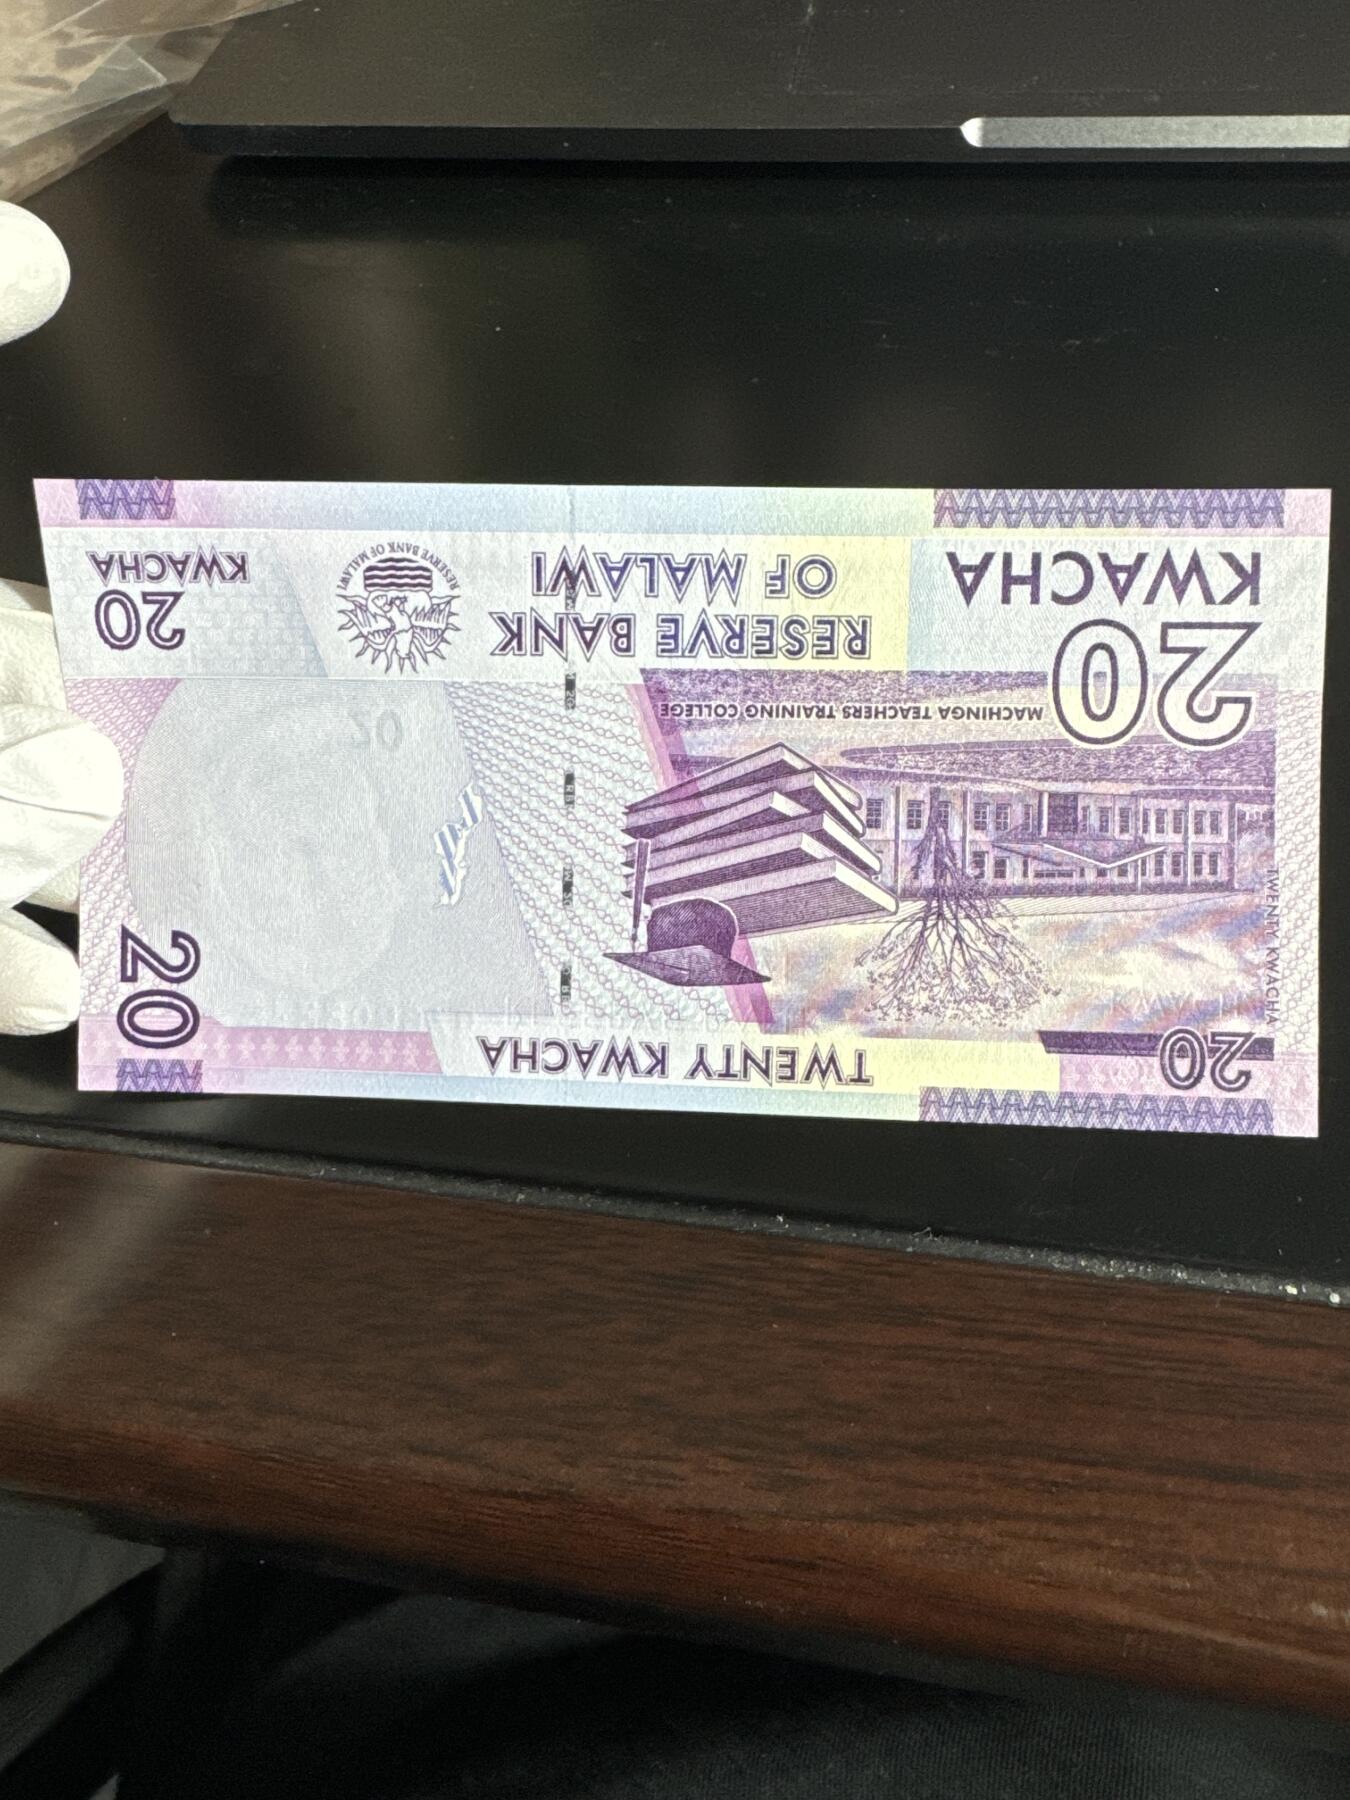 20
TWENTY KWACHA
20
TWENTY KWACHA
MACHINGA TEACHERS TRAINING COLLEGE
20
KWACHA
RESERVE BANK
OF MALAWI
RESERVE BANK OF MALAWI
20
KWACHA
20